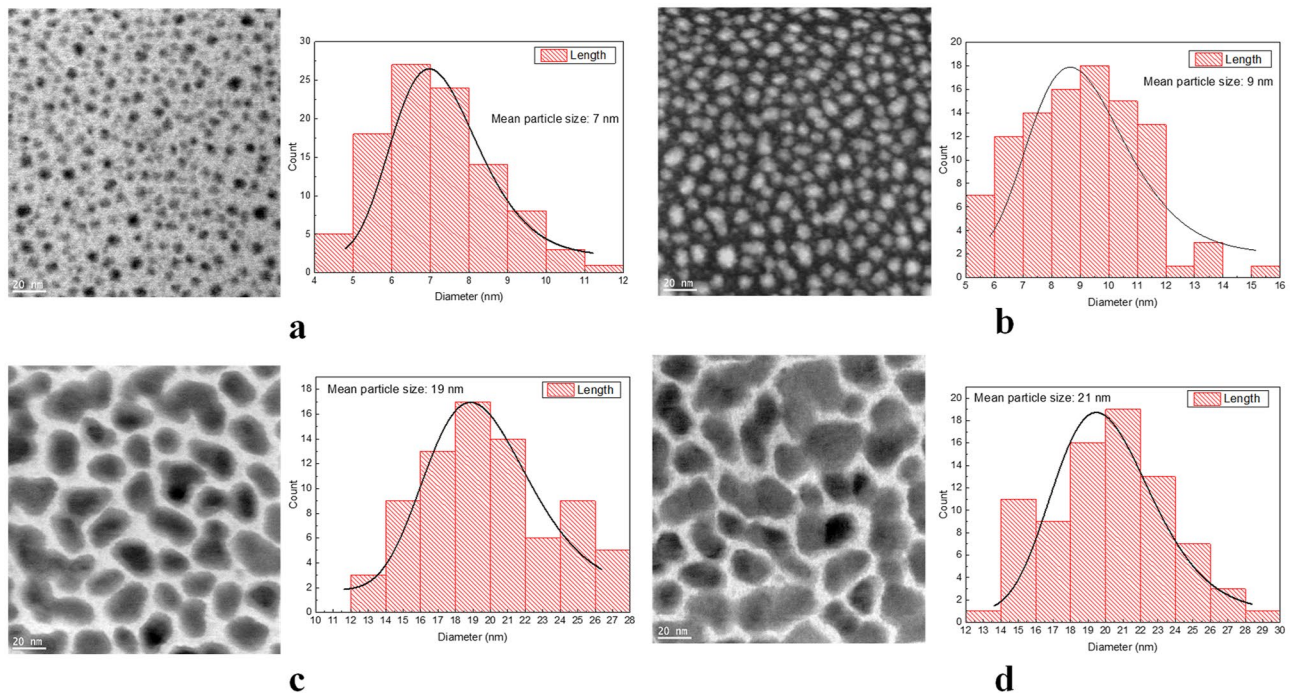 20 nm
30
25
20
15
10
5
0
Count
Length
Mean particle size: 7 nm
4 5 6 7 8 9 10 11 12
Diameter (nm)
a
20 nm
20
18
16
14
12
10
8
6
4
2
0
Count
Length
Mean particle size: 9 nm
5 6 7 8 9 10 11 12 13 14 15 16
Diameter (nm)
b
20 nm
18
16
14
12
10
8
6
4
2
0
Count
Mean particle size: 19 nm
Length
10 11 12 13 14 15 16 17 18 19 20 21 22 23 24 25 26 27 28
Diameter (nm)
c
20 nm
20
18
16
14
12
10
8
6
4
2
0
Count
Mean particle size: 21 nm
Length
12 13 14 15 16 17 18 19 20 21 22 23 24 25 26 27 28 29 30
Diameter (nm)
d